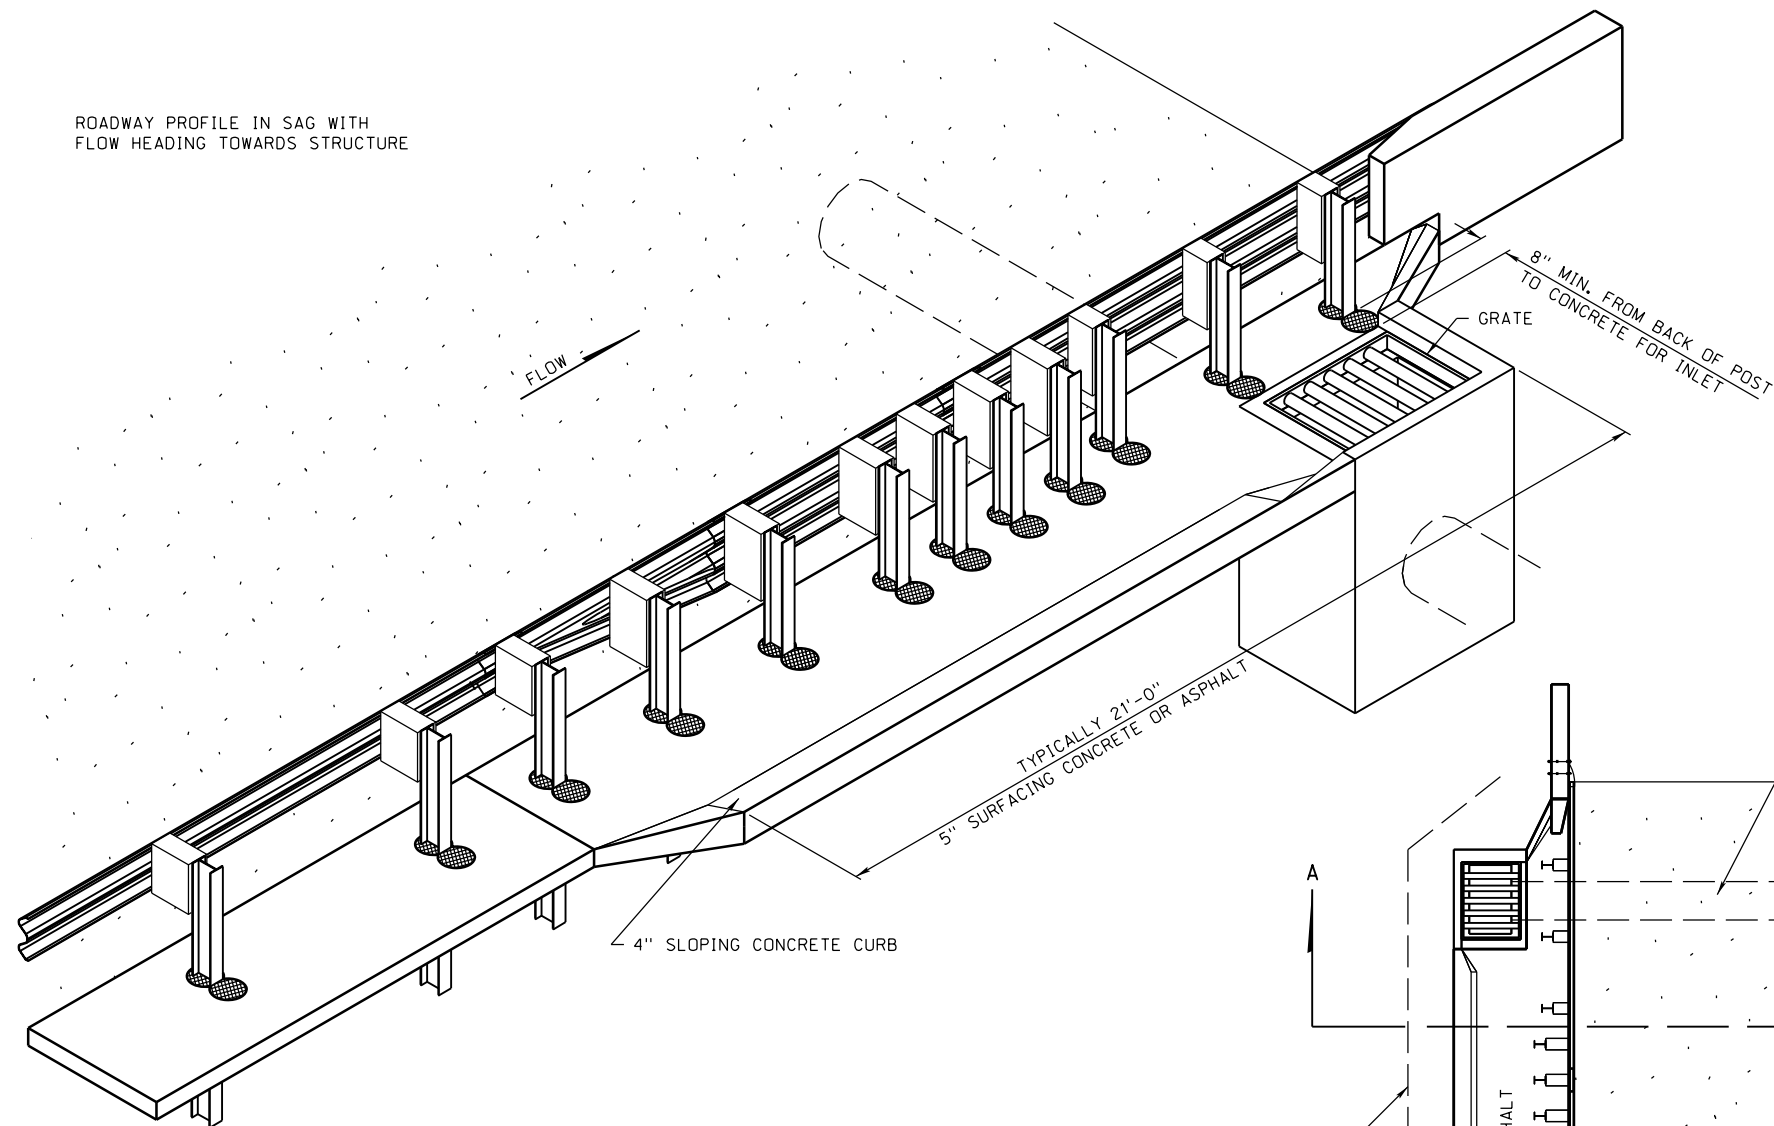 ROADWAY PROFILE IN SAG WITH
FLOW HEADING TOWARDS STRUCTURE
FLOW
8" MIN. FROM BACK OF POST
TO CONCRETE FOR INLET
GRATE
TYPICALLY 21'-0"
5" SURFACING CONCRETE OR ASPHALT
4" SLOPING CONCRETE CURB
A
HALT